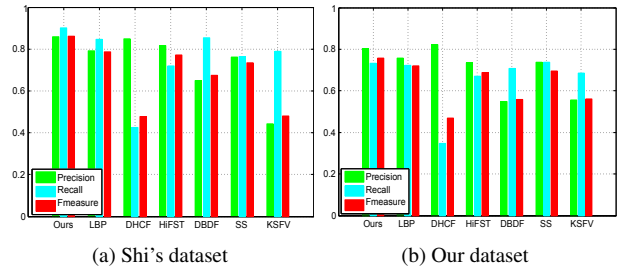 1
0.8
0.6
0.4
0.2
0
Precision
Recall
Fmeasure
Ours LBP DHCF HiFST DBDF SS KSFV
(a) Shi's dataset
1
0.8
0.6
0.4
0.2
0
Precision
Recall
Fmeasure
Ours LBP DHCF HiFST DBDF SS KSFV
(b) Our dataset